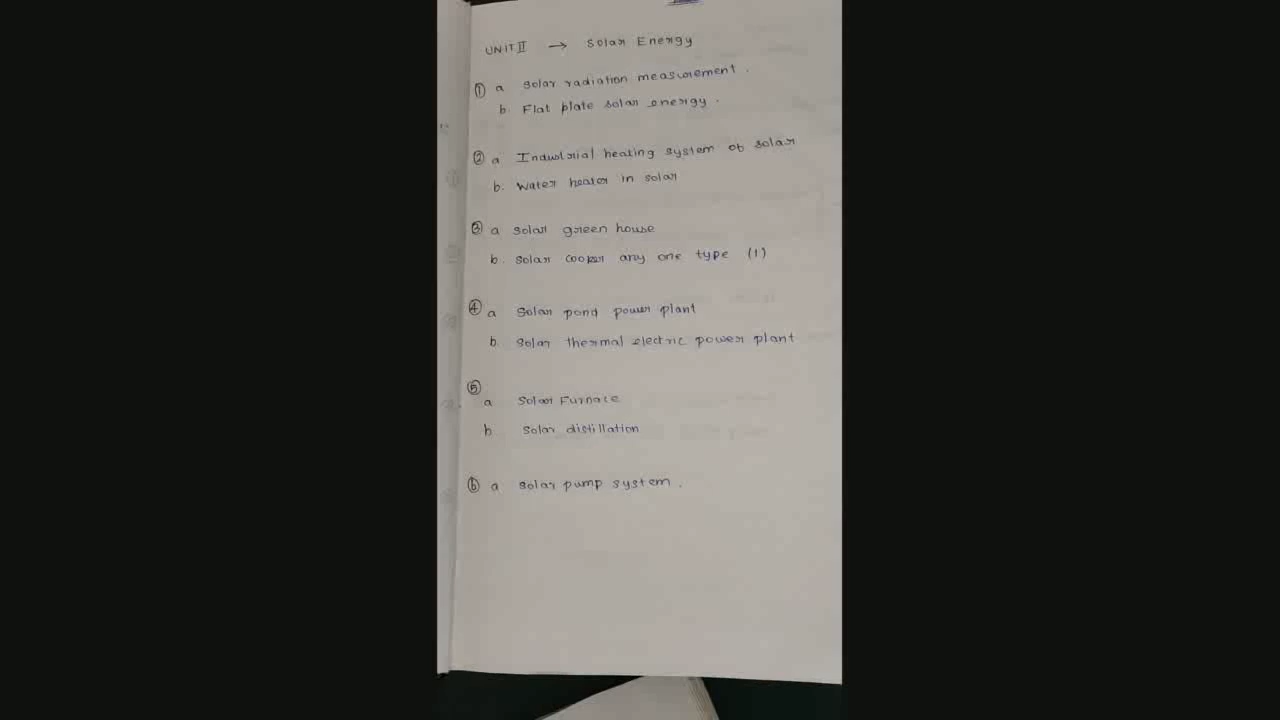 UNIT II → Solar Energy
① a solar radiation measurement.
b. Flat plate solar energy.
② a Industrial heating system of solar
b. Water heater in solar
③ a solar green house
b. Solar cooker any one type (1)
④ a Solar pond power plant
b. Solar thermal electric power plant
⑤
a Solar Furnace
b Solar distillation
⑥ a solar pump system.